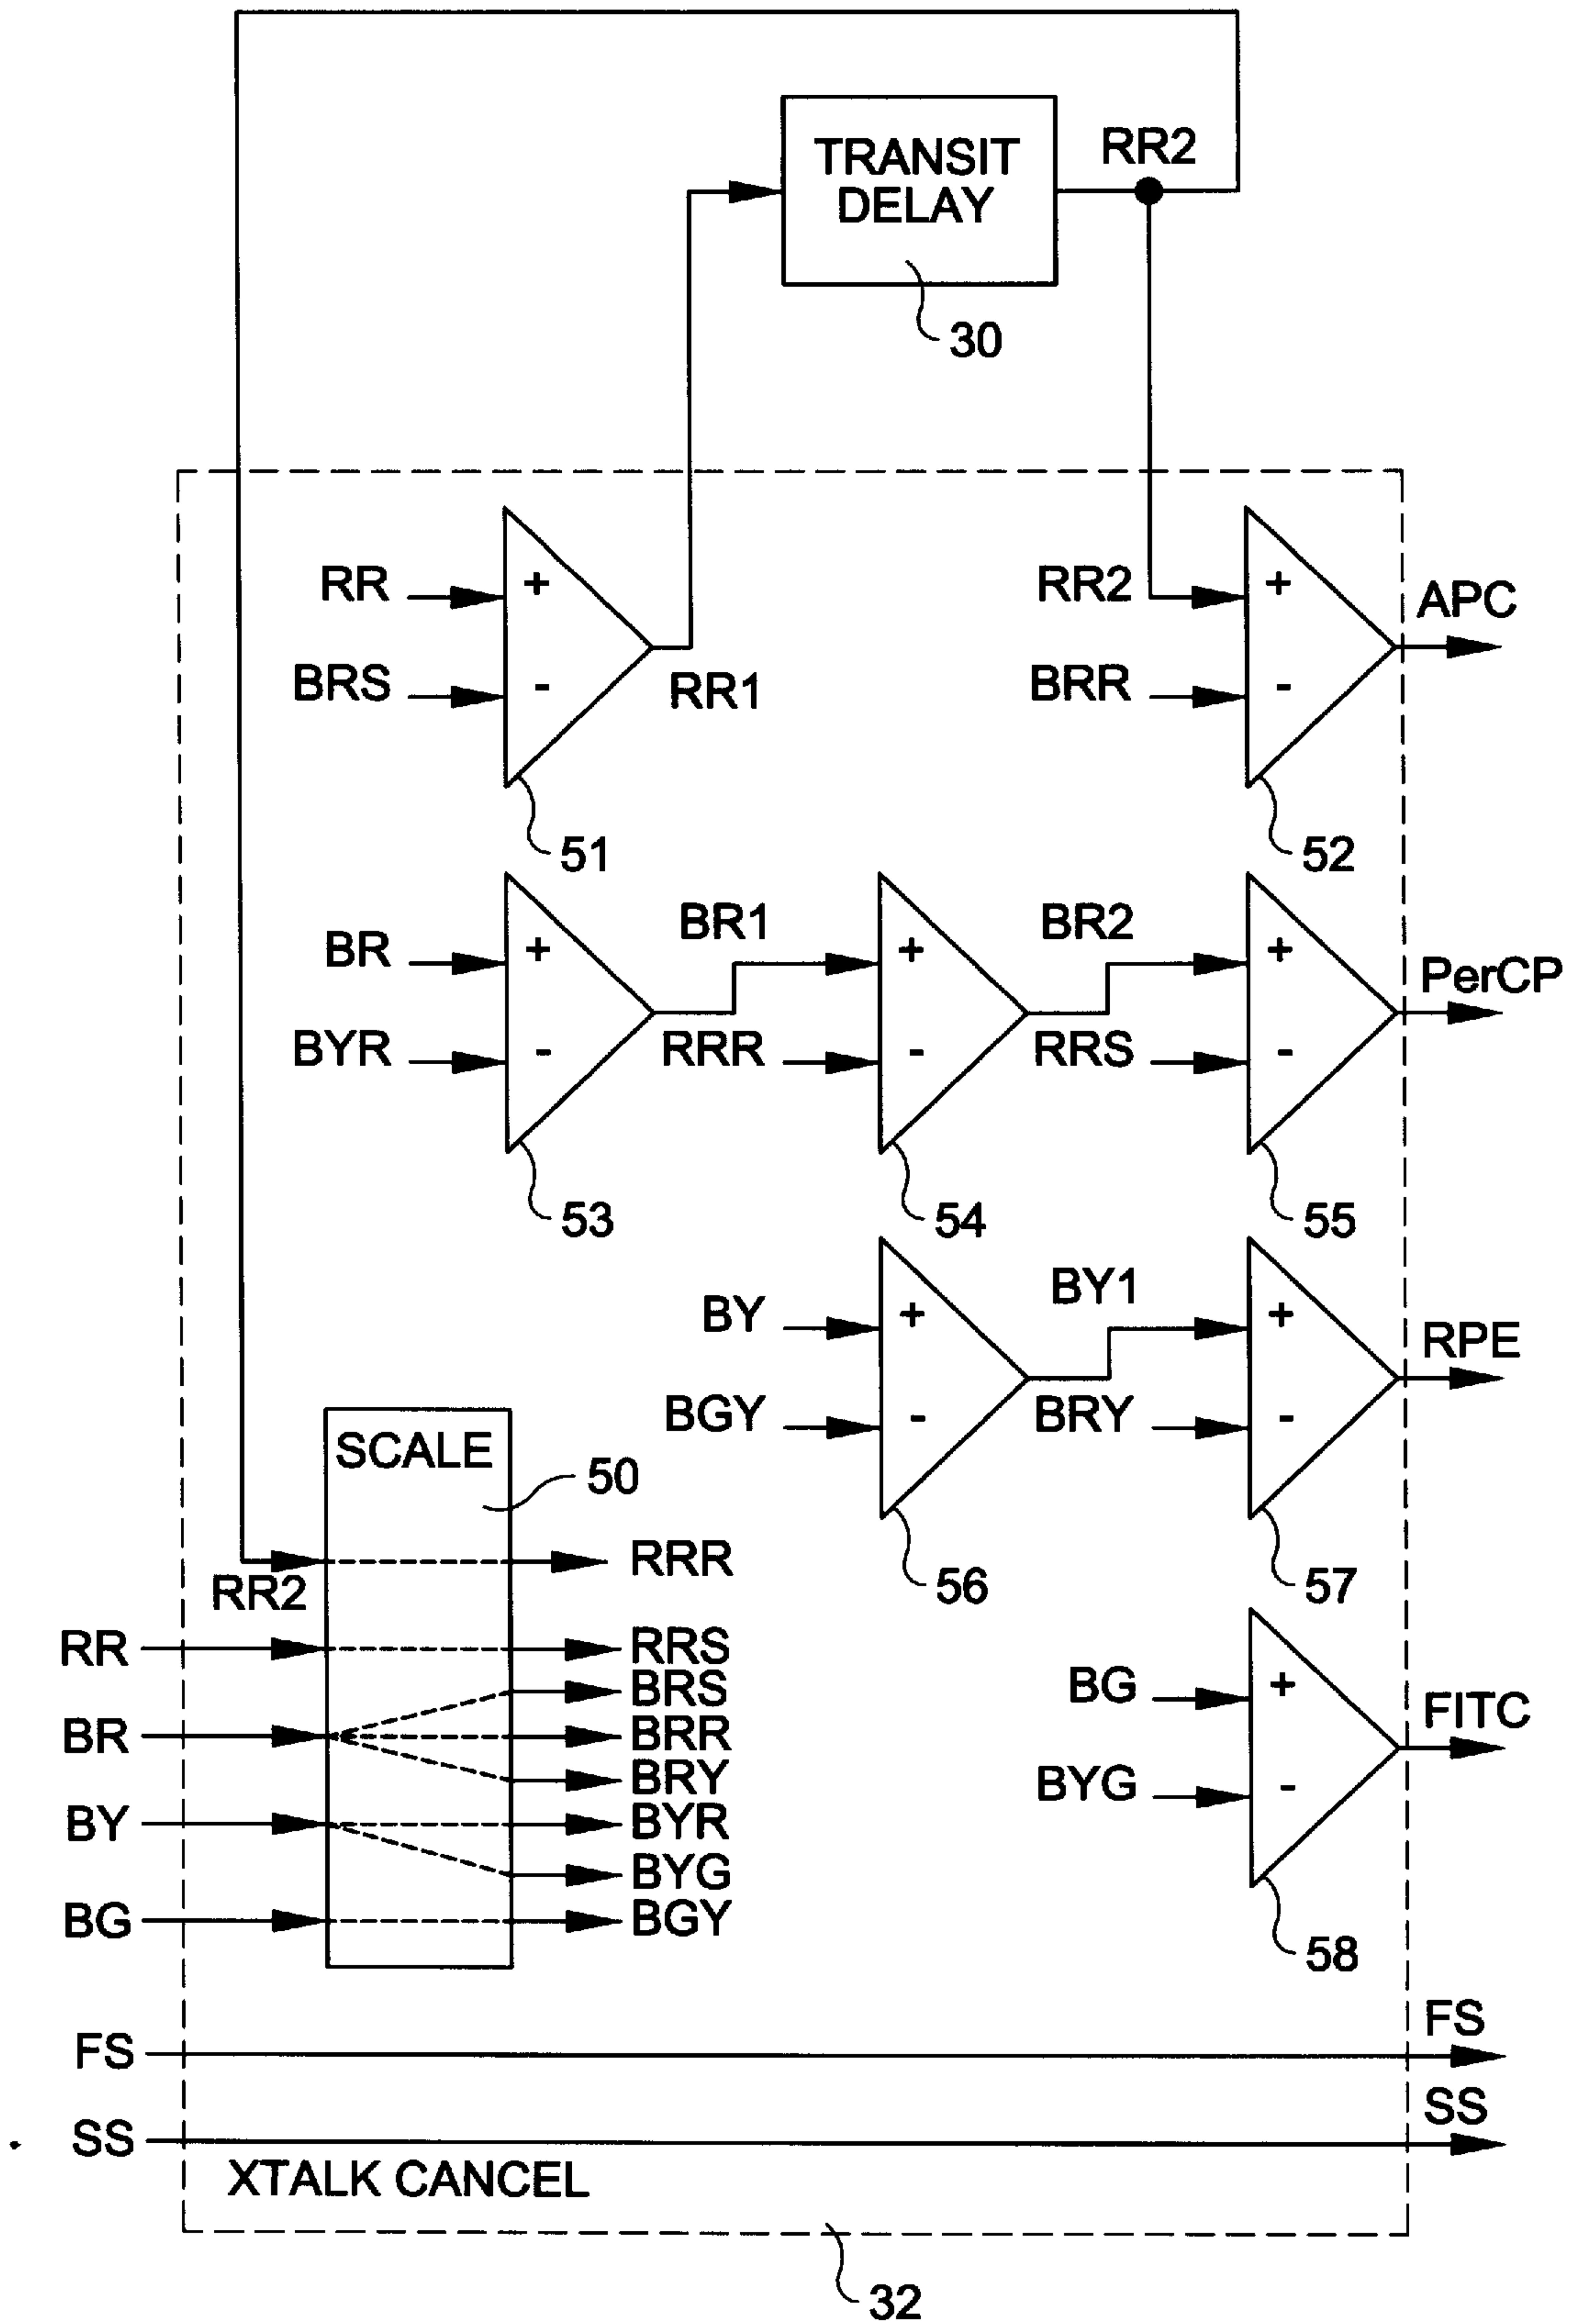 TRANSIT
DELAY
RR2
30
RR
+
BRS
-
RR1
51
RR2
+
BRR
-
APC
52
BR
+
BYR
-
53
BR1
+
RRR
-
54
BR2
+
RRS
-
PerCP
55
BY
+
BGY
-
56
BY1
+
BRY
-
RPE
57
SCALE
50
RR2
RRR
RR
RRS
BRS
BR
BRR
BRY
BY
BYR
BYG
BG
BGY
BG
+
BYG
-
FITC
58
FS
FS
SS
SS
XTALK CANCEL
32